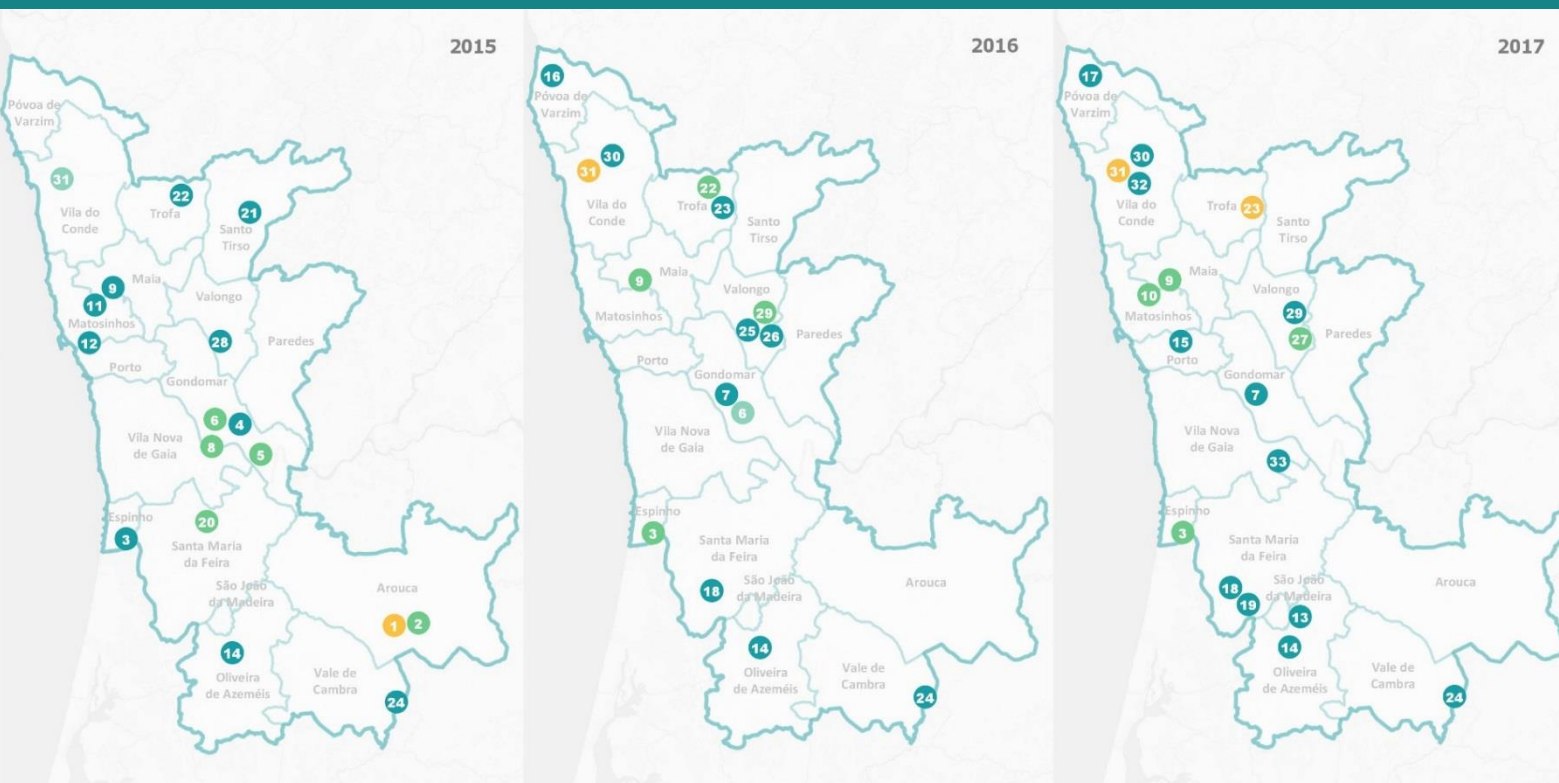 2015
Póvoa de
Varzim
31
Vila do
Conde
22
Trofa
21
Santo
Tirso
9
Maia
11
Matosinhos
12
Valongo
28
Paredes
Porto
Gondomar
6
4
8
5
Vila Nova
de Gaia
Espinho
3
20
Santa Maria
da Feira
São João
da Madeira
Arouca
1
2
14
Oliveira
de Azeméis
Vale de
Cambra
24
2016
16
Póvoa de
Varzim
30
31
Vila do
Conde
22
Trofa
23
Santo
Tirso
9
Maia
Matosinhos
Valongo
29
25
26
Paredes
Porto
Gondomar
7
6
Vila Nova
de Gaia
Espinho
3
Santa Maria
da Feira
18
São João
da Madeira
Arouca
14
Oliveira
de Azeméis
Vale de
Cambra
24
2017
17
Póvoa de
Varzim
30
31
32
Vila do
Conde
Trofa
23
Santo
Tirso
9
Maia
10
Matosinhos
Valongo
29
27
Paredes
15
Porto
Gondomar
7
Vila Nova
de Gaia
33
Espinho
3
Santa Maria
da Feira
18
19
São João
da Madeira
13
Arouca
14
Oliveira
de Azeméis
Vale de
Cambra
24